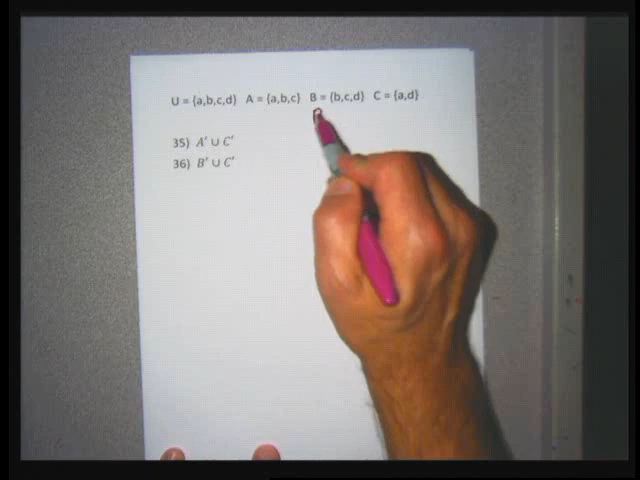 U = {a,b,c,d} A = {a,b,c} B = {b,c,d} C = {a,d}
35) A′ ∪ C′
36) B′ ∪ C′